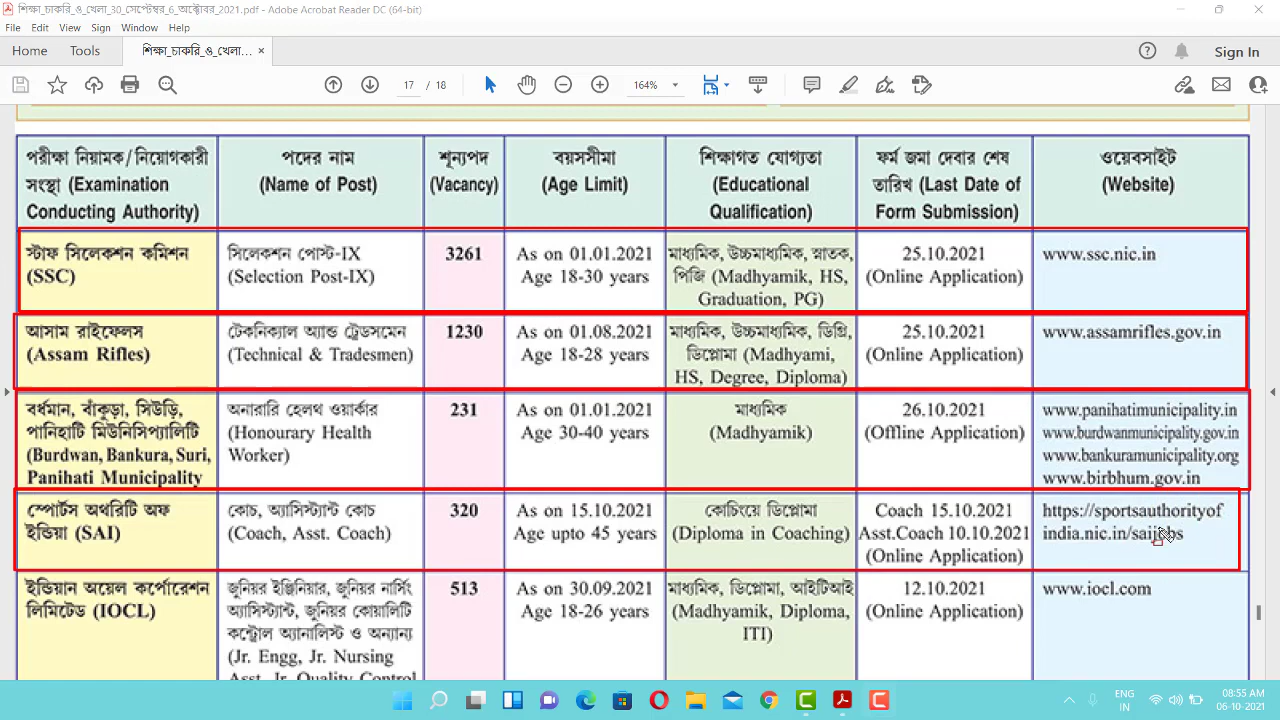 শিক্ষা_চাকরি_ও_খেলা_30_সেপ্টেম্বর_6_অক্টোবর_2021.pdf - Adobe Acrobat Reader DC (64-bit)
File Edit View Sign Window Help
Home Tools শিক্ষা_চাকরি_ও_খেলা... × Sign In
17 / 18 164%
পরীক্ষা নিয়ামক/নিয়োগকারী সংস্থা (Examination Conducting Authority)
পদের নাম (Name of Post)
শূন্যপদ (Vacancy)
বয়সসীমা (Age Limit)
শিক্ষাগত যোগ্যতা (Educational Qualification)
ফর্ম জমা দেবার শেষ তারিখ (Last Date of Form Submission)
ওয়েবসাইট (Website)
স্টাফ সিলেকশন কমিশন
(SSC)
সিলেকশন পোস্ট-IX
(Selection Post-IX)
3261
As on 01.01.2021
Age 18-30 years
মাধ্যমিক, উচ্চমাধ্যমিক, স্নাতক,
পিজি (Madhyamik, HS,
Graduation, PG)
25.10.2021
(Online Application)
www.ssc.nic.in
আসাম রাইফেলস
(Assam Rifles)
টেকনিক্যাল অ্যান্ড ট্রেডসমেন
(Technical & Tradesmen)
1230
As on 01.08.2021
Age 18-28 years
মাধ্যমিক, উচ্চমাধ্যমিক, ডিগ্রি,
ডিপ্লোমা (Madhyami,
HS, Degree, Diploma)
25.10.2021
(Online Application)
www.assamrifles.gov.in
বর্ধমান, বাঁকুড়া, সিউড়ি,
পানিহাটি মিউনিসিপ্যালিটি
(Burdwan, Bankura, Suri,
Panihati Municipality
অনারারি হেলথ ওয়ার্কার
(Honourary Health
Worker)
231
As on 01.01.2021
Age 30-40 years
মাধ্যমিক
(Madhyamik)
26.10.2021
(Offline Application)
www.panihatimunicipality.in
www.burdwanmunicipality.gov.in
www.bankuramunicipality.org
www.birbhum.gov.in
স্পোর্টস অথরিটি অফ
ইন্ডিয়া (SAI)
কোচ, অ্যাসিস্ট্যান্ট কোচ
(Coach, Asst. Coach)
320
As on 15.10.2021
Age upto 45 years
কোচিংয়ে ডিপ্লোমা
(Diploma in Coaching)
Coach 15.10.2021
Asst.Coach 10.10.2021
(Online Application)
https://sportsauthorityof
india.nic.in/saijobs
ইন্ডিয়ান অয়েল কর্পোরেশন
লিমিটেড (IOCL)
জুনিয়র ইঞ্জিনিয়ার, জুনিয়র নার্সিং
অ্যাসিস্ট্যান্ট, জুনিয়র কোয়ালিটি
কন্ট্রোল অ্যানালিস্ট ও অন্যান্য
(Jr. Engg, Jr. Nursing
Asst, Jr. Quality Control
513
As on 30.09.2021
Age 18-26 years
মাধ্যমিক, ডিপ্লোমা, আইটিআই
(Madhyamik, Diploma,
ITI)
12.10.2021
(Online Application)
www.iocl.com
ENG
IN
08:55 AM
06-10-2021